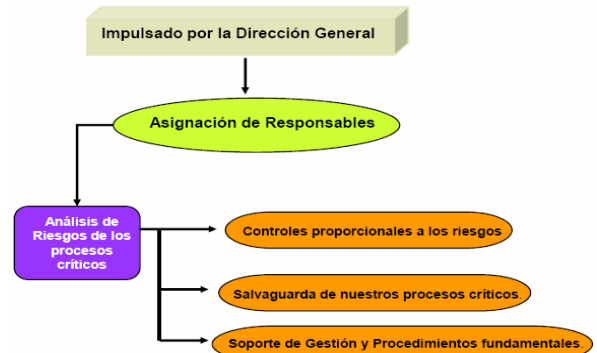 Impulsado por la Dirección General
Asignación de Responsables
Análisis de
Riesgos de los
procesos
críticos
Controles proporcionales a los riesgos
Salvaguarda de nuestros procesos críticos.
Soporte de Gestión y Procedimientos fundamentales.